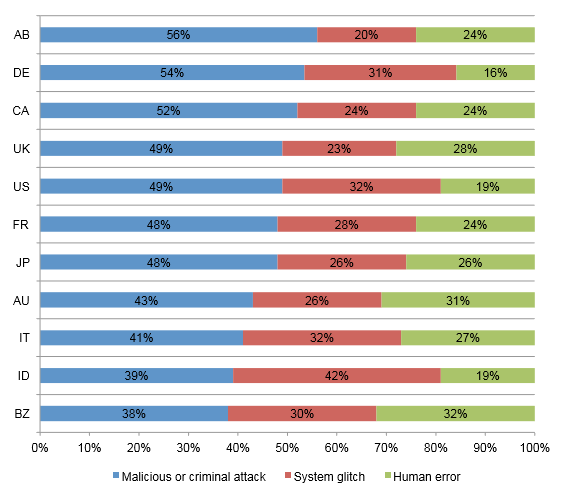 AB 56% 20% 24%
DE 54% 31% 16%
CA 52% 24% 24%
UK 49% 23% 28%
US 49% 32% 19%
FR 48% 28% 24%
JP 48% 26% 26%
AU 43% 26% 31%
IT 41% 32% 27%
ID 39% 42% 19%
BZ 38% 30% 32%
0% 10% 20% 30% 40% 50% 60% 70% 80% 90% 100%
Malicious or criminal attack System glitch Human error